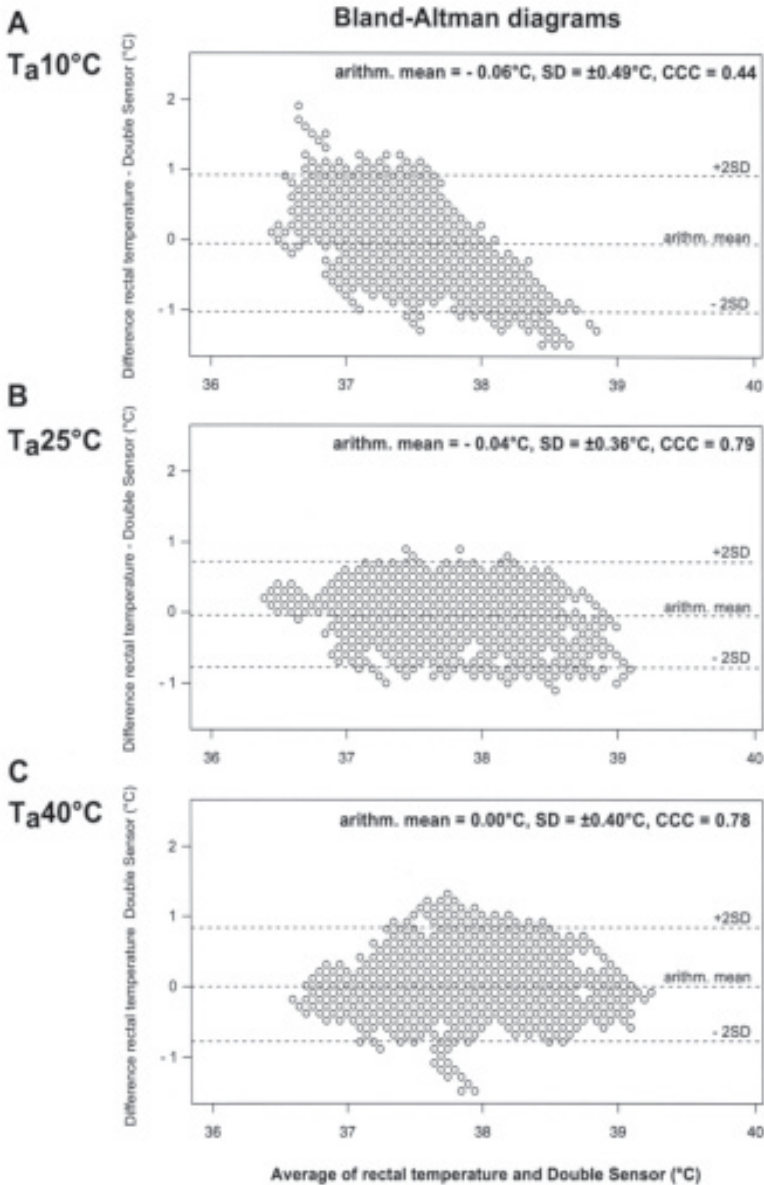 Bland-Altman diagrams
A
Ta10°C
Difference rectal temperature - Double Sensor (°C)
arithm. mean = - 0.06°C, SD = ±0.49°C, CCC = 0.44
2
1
0
- 1
+2SD
arithm. mean
- 2SD
36 37 38 39 40
B
Ta25°C
Difference rectal temperature - Double Sensor (°C)
arithm. mean = - 0.04°C, SD = ±0.36°C, CCC = 0.79
2
1
0
- 1
+2SD
arithm. mean
- 2SD
36 37 38 39 40
C
Ta40°C
Difference rectal temperature Double Sensor (°C)
arithm. mean = 0.00°C, SD = ±0.40°C, CCC = 0.78
2
1
0
- 1
+2SD
arithm. mean
- 2SD
36 37 38 39 40
Average of rectal temperature and Double Sensor (°C)